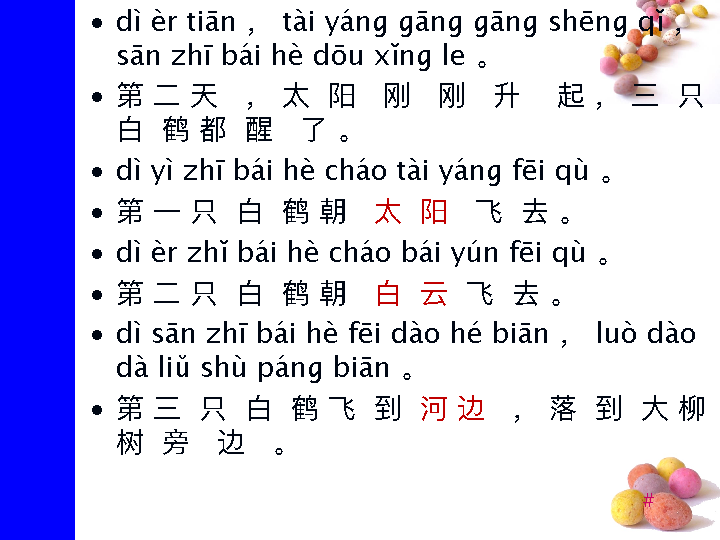 • dì èr tiān， tài yáng gāng gāng shēng qǐ，
sān zhī bái hè dōu xǐng le 。
• 第 二 天 ， 太 阳 刚 刚 升 起， 三 只
白 鹤 都 醒 了 。
• dì yì zhī bái hè cháo tài yáng fēi qù 。
• 第 一 只 白 鹤 朝 太 阳 飞 去 。
• dì èr zhǐ bái hè cháo bái yún fēi qù 。
• 第 二 只 白 鹤 朝 白 云 飞 去 。
• dì sān zhī bái hè fēi dào hé biān， luò dào
dà liǔ shù páng biān 。
• 第 三 只 白 鹤 飞 到 河 边 ， 落 到 大 柳
树 旁 边 。
#